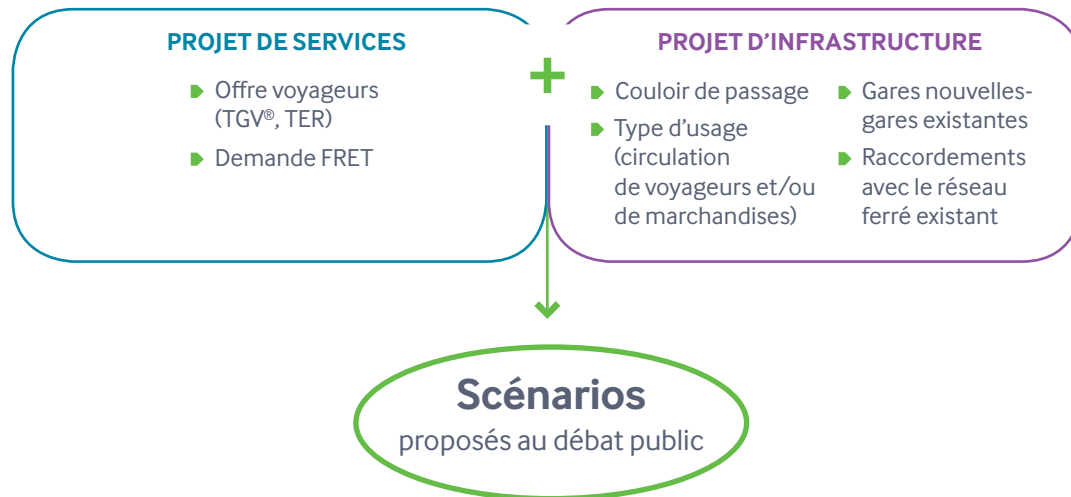 PROJET DE SERVICES
Offre voyageurs
(TGV®, TER)
Demande FRET
+
PROJET D'INFRASTRUCTURE
Couloir de passage
Type d'usage
(circulation
de voyageurs et/ou
de marchandises)
Gares nouvelles-
gares existantes
Raccordements
avec le réseau
ferré existant
Scénarios
proposés au débat public